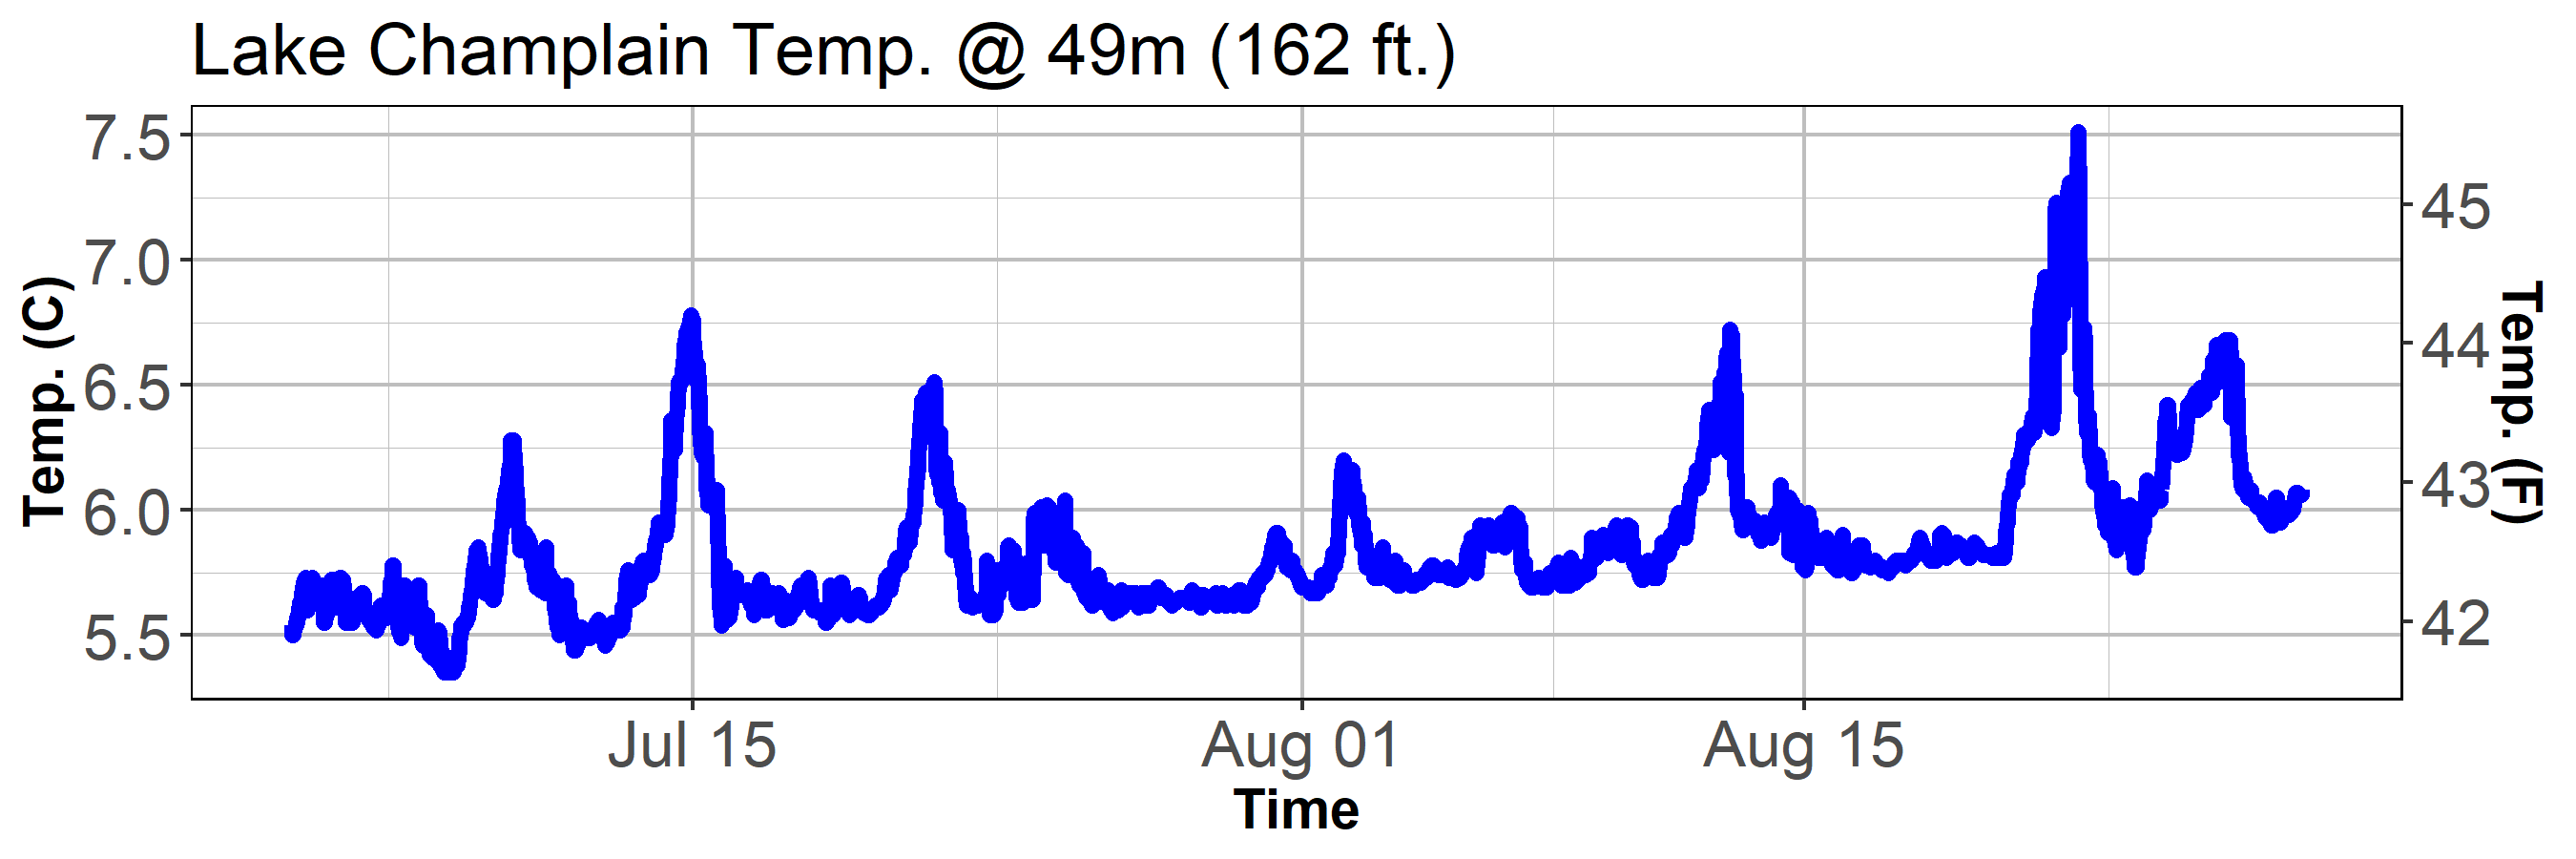 Lake Champlain Temp. @ 49m (162 ft.)
7.5
7.0
6.5
6.0
5.5
Temp. (C)
45
44
43
42
Temp. (F)
Jul 15
Aug 01
Aug 15
Time